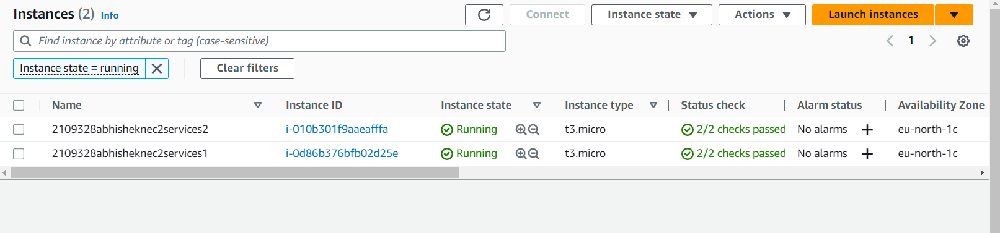 Instances (2) Info Connect Instance state Actions Launch instances
Find instance by attribute or tag (case-sensitive) 1
Instance state = running Clear filters
Name Instance ID Instance state Instance type Status check Alarm status Availability Zone
2109328abhisheknec2services2 i-010b301f9aaeafffa Running t3.micro 2/2 checks passed No alarms + eu-north-1c
2109328abhisheknec2services1 i-0d86b376bfb02d25e Running t3.micro 2/2 checks passed No alarms + eu-north-1c